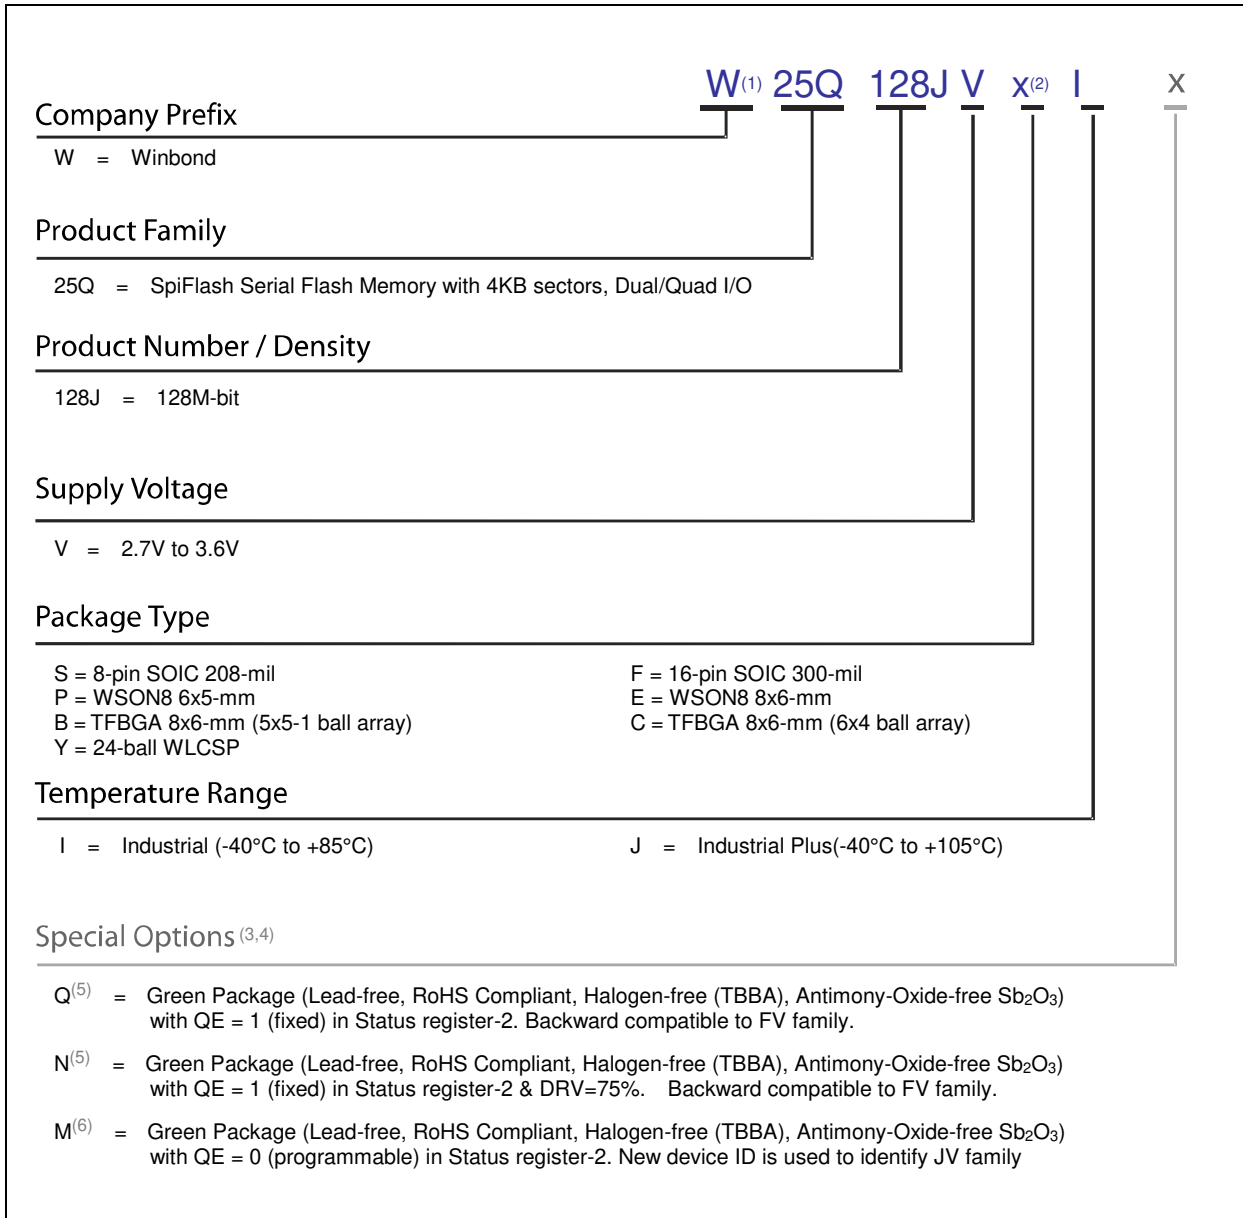 W(1) 25Q 128J V x(2) I x
Company Prefix
W = Winbond
Product Family
25Q = SpiFlash Serial Flash Memory with 4KB sectors, Dual/Quad I/O
Product Number / Density
128J = 128M-bit
Supply Voltage
V = 2.7V to 3.6V
Package Type
S = 8-pin SOIC 208-mil F = 16-pin SOIC 300-mil
P = WSON8 6x5-mm E = WSON8 8x6-mm
B = TFBGA 8x6-mm (5x5-1 ball array) C = TFBGA 8x6-mm (6x4 ball array)
Y = 24-ball WLCSP
Temperature Range
I = Industrial (-40°C to +85°C) J = Industrial Plus(-40°C to +105°C)
Special Options (3,4)
Q(5) = Green Package (Lead-free, RoHS Compliant, Halogen-free (TBBA), Antimony-Oxide-free Sb2O3)
with QE = 1 (fixed) in Status register-2. Backward compatible to FV family.
N(5) = Green Package (Lead-free, RoHS Compliant, Halogen-free (TBBA), Antimony-Oxide-free Sb2O3)
with QE = 1 (fixed) in Status register-2 & DRV=75%. Backward compatible to FV family.
M(6) = Green Package (Lead-free, RoHS Compliant, Halogen-free (TBBA), Antimony-Oxide-free Sb2O3)
with QE = 0 (programmable) in Status register-2. New device ID is used to identify JV family